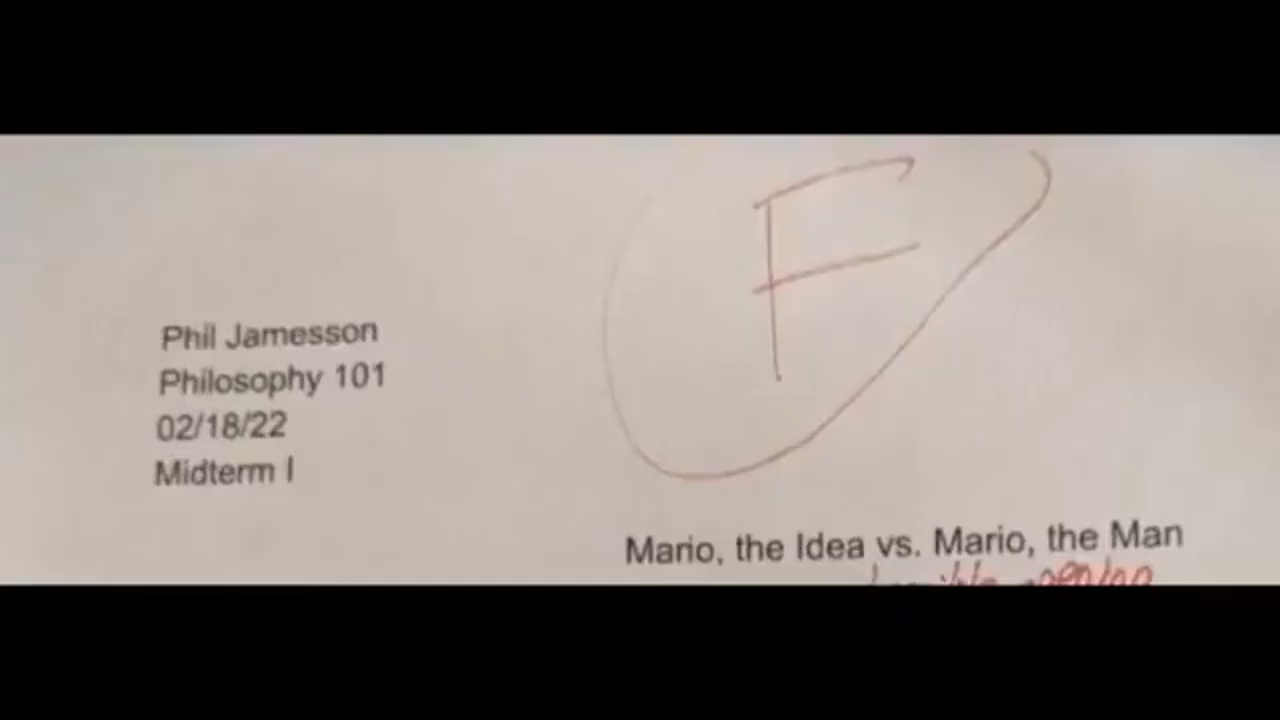 F
Phil Jamesson
Philosophy 101
02/18/22
Midterm I
Mario, the Idea vs. Mario, the Man